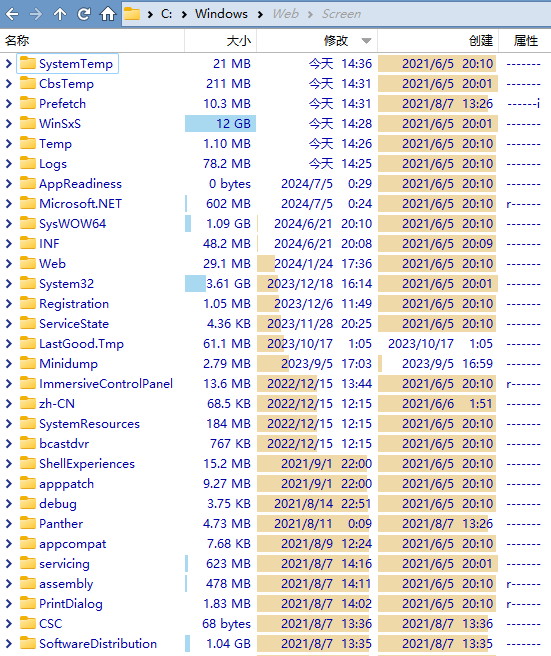 C: Windows Web Screen
名称 大小 修改 创建 属性
SystemTemp 21 MB 今天 14:36 2021/6/5 20:10 -------
CbsTemp 211 MB 今天 14:31 2021/6/5 20:01 -------
Prefetch 10.3 MB 今天 14:31 2021/8/7 13:26 ------i
WinSxS 12 GB 今天 14:28 2021/6/5 20:01 -------
Temp 1.10 MB 今天 14:26 2021/6/5 20:10 -------
Logs 78.2 MB 今天 14:25 2021/6/5 20:10 -------
AppReadiness 0 bytes 2024/7/5 0:29 2021/6/5 20:10 -------
Microsoft.NET 602 MB 2024/7/5 0:24 2021/6/5 20:10 r------
SysWOW64 1.09 GB 2024/6/21 20:10 2021/6/5 20:10 -------
INF 48.2 MB 2024/6/21 20:08 2021/6/5 20:09 -------
Web 29.1 MB 2024/1/24 17:36 2021/6/5 20:10 -------
System32 3.61 GB 2023/12/18 16:14 2021/6/5 20:01 -------
Registration 1.05 MB 2023/12/6 11:49 2021/6/5 20:10 -------
ServiceState 4.36 KB 2023/11/28 20:25 2021/6/5 20:10 -------
LastGood.Tmp 61.1 MB 2023/10/17 1:05 2023/10/17 1:05 -------
Minidump 2.79 MB 2023/9/5 17:03 2023/9/5 16:59 -------
ImmersiveControlPanel 13.6 MB 2022/12/15 13:44 2021/6/5 20:10 r------
zh-CN 68.5 KB 2022/12/15 12:15 2021/6/6 1:51 -------
SystemResources 184 MB 2022/12/15 12:15 2021/6/5 20:10 -------
bcastdvr 767 KB 2022/12/15 12:15 2021/6/5 20:10 -------
ShellExperiences 15.2 MB 2021/9/1 22:00 2021/6/5 20:10 -------
apppatch 9.27 MB 2021/9/1 22:00 2021/6/5 20:10 -------
debug 3.75 KB 2021/8/14 22:51 2021/6/5 20:10 -------
Panther 4.73 MB 2021/8/11 0:09 2021/8/7 13:26 -------
appcompat 7.68 KB 2021/8/9 12:24 2021/6/5 20:10 -------
servicing 623 MB 2021/8/7 14:16 2021/6/5 20:01 -------
assembly 478 MB 2021/8/7 14:11 2021/6/5 20:10 r------
PrintDialog 1.83 MB 2021/8/7 14:02 2021/6/5 20:10 r------
CSC 68 bytes 2021/8/7 13:36 2021/8/7 13:36 -------
SoftwareDistribution 1.04 GB 2021/8/7 13:35 2021/8/7 13:35 -------